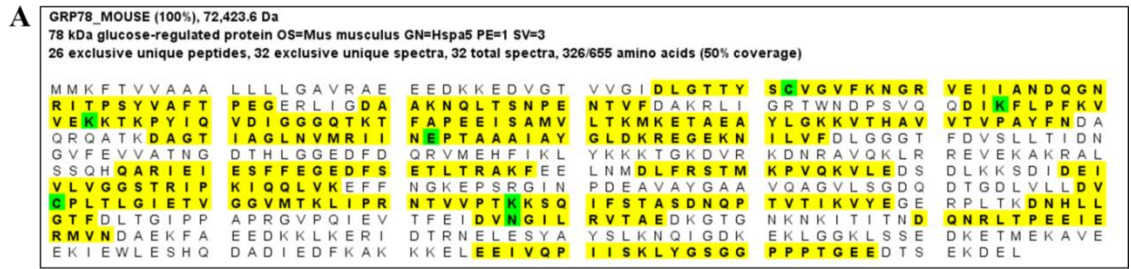 A
GRP78_MOUSE (100%), 72,423.6 Da
78 kDa glucose-regulated protein OS=Mus musculus GN=Hspa5 PE=1 SV=3
26 exclusive unique peptides, 32 exclusive unique spectra, 32 total spectra, 326/655 amino acids (50% coverage)
MMKFTVVAAA LLLLGAVRAE EEDKKEDVGT VVGIDLGTTY SCVGVFKNGR VEIIANDQGN
RITPSYVAFT PEGERLIGDA AKNQLTSNPE NTVFDAKRLI GRTWNDPSVQ QDIKFLPFKV
VEKKTKPYIQ VDIGGGQTKT FAPEEISAMV LTKMKETAEA YLGKKVTHAV VTVPAYFNDA
QRQATKDAGT IAGLNVMRII NEPTAAAIAY GLDKREGEKN ILVFDLGGGT FDVSLLTIDN
GVFEVVATNG DTHLGGEDFD QRVMEHFIKL YKKKTGKDVR KDNRAVQKLR REVEKAKRAL
SSQHQARIEI ESFFEGEDFS ETLTRAKFEE LNMDLFRSTM KPVQKVLEDS DLKKSDIDEI
VLVGGSTRIP KIQQLVKEFF NGKEPSRGIN PDEAVAYGAA VQAGVLSGDQ DTGDLVLLDV
CPLTLGIETV GGVMTKLIPR NTVVPTKKSQ IFSTASDNQP TVTIKVYEGE RPLTKDNHLL
GTFDLTGIPP APRGVPQIEV TFEIDVNGIL RVTAEDKGTG NKNKITITND QNRLTPEEIE
RMVNDAEKFA EEDKKLKERI DTRNELESYA YSLKNQIGDK EKLGGKLSSE DKETMEKAVE
EKIEWLESHQ DADIEDFKAK KKELEEIVQP IISKLYGSGG PPPTGEEDTS EKDEL